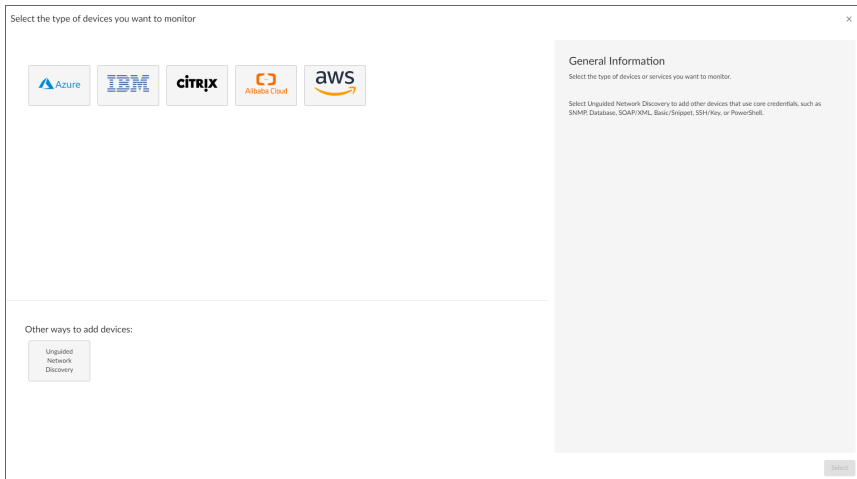 Select the type of devices you want to monitor
×
Azure
IBM
CİTRIX
Alibaba Cloud
aws
General Information
Select the type of devices or services you want to monitor.
Select Unguided Network Discovery to add other devices that use core credentials, such as
SNMP, Database, SOAP/XML, Basic/Snippet, SSH/Key, or PowerShell.
Other ways to add devices:
Unguided
Network
Discovery
Select